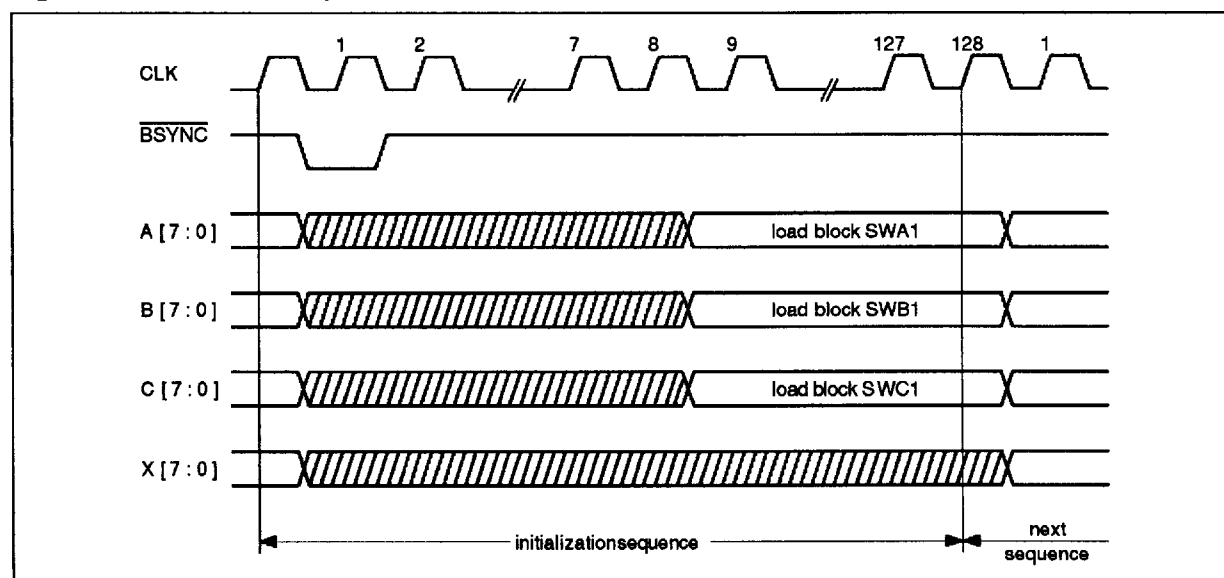 1 2 7 8 9 127 128 1
CLK
BSYNC
A [ 7 : 0 ] load block SWA1
B [ 7 : 0 ] load block SWB1
C [ 7 : 0 ] load block SWC1
X [ 7 : 0 ]
initializationsequence
next
sequence